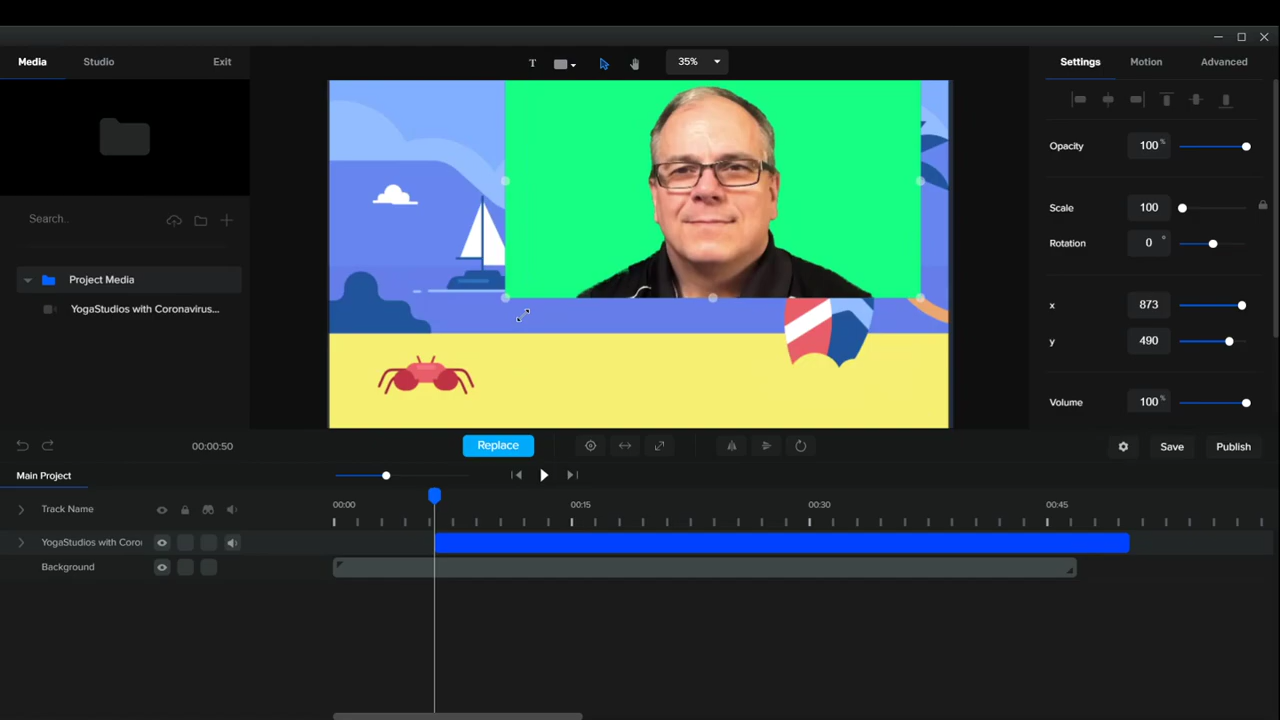 Media Studio Exit
T 35%
Settings Motion Advanced
Opacity 100 %
Search..
Scale 100
Rotation 0 °
Project Media
YogaStudios with Coronavirus...
x 873
y 490
Volume 100 %
00:00:50 Replace Save Publish
Main Project
Track Name 00:00 00:15 00:30 00:45
YogaStudios with Coro
Background